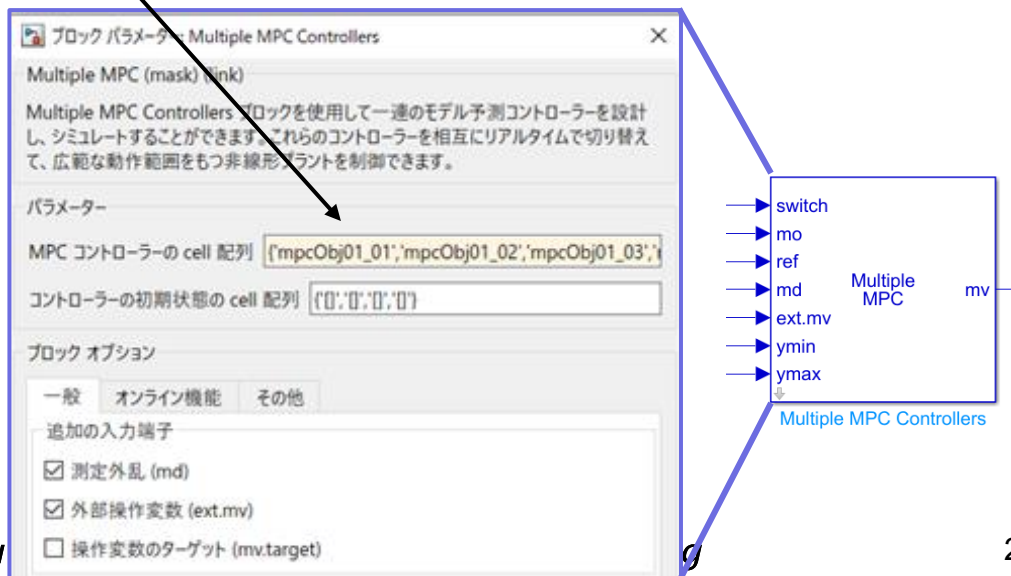 ブロック パラメーター: Multiple MPC Controllers
Multiple MPC (mask) (link)
Multiple MPC Controllers ブロックを使用して一連のモデル予測コントローラーを設計
し、シミュレートすることができます。これらのコントローラーを相互にリアルタイムで切り替え
て、広範な動作範囲をもつ非線形プラントを制御できます。
パラメーター
MPC コントローラーの cell 配列 {'mpcObj01_01','mpcObj01_02','mpcObj01_03','
コントローラーの初期状態の cell 配列 {'[]','[]','[]','[]'}
ブロック オプション
一般 オンライン機能 その他
追加の入力端子
測定外乱 (md)
外部操作変数 (ext.mv)
操作変数のターゲット (mv.target)
switch
mo
ref
md
ext.mv
ymin
ymax
Multiple
MPC
mv
Multiple MPC Controllers
g
2